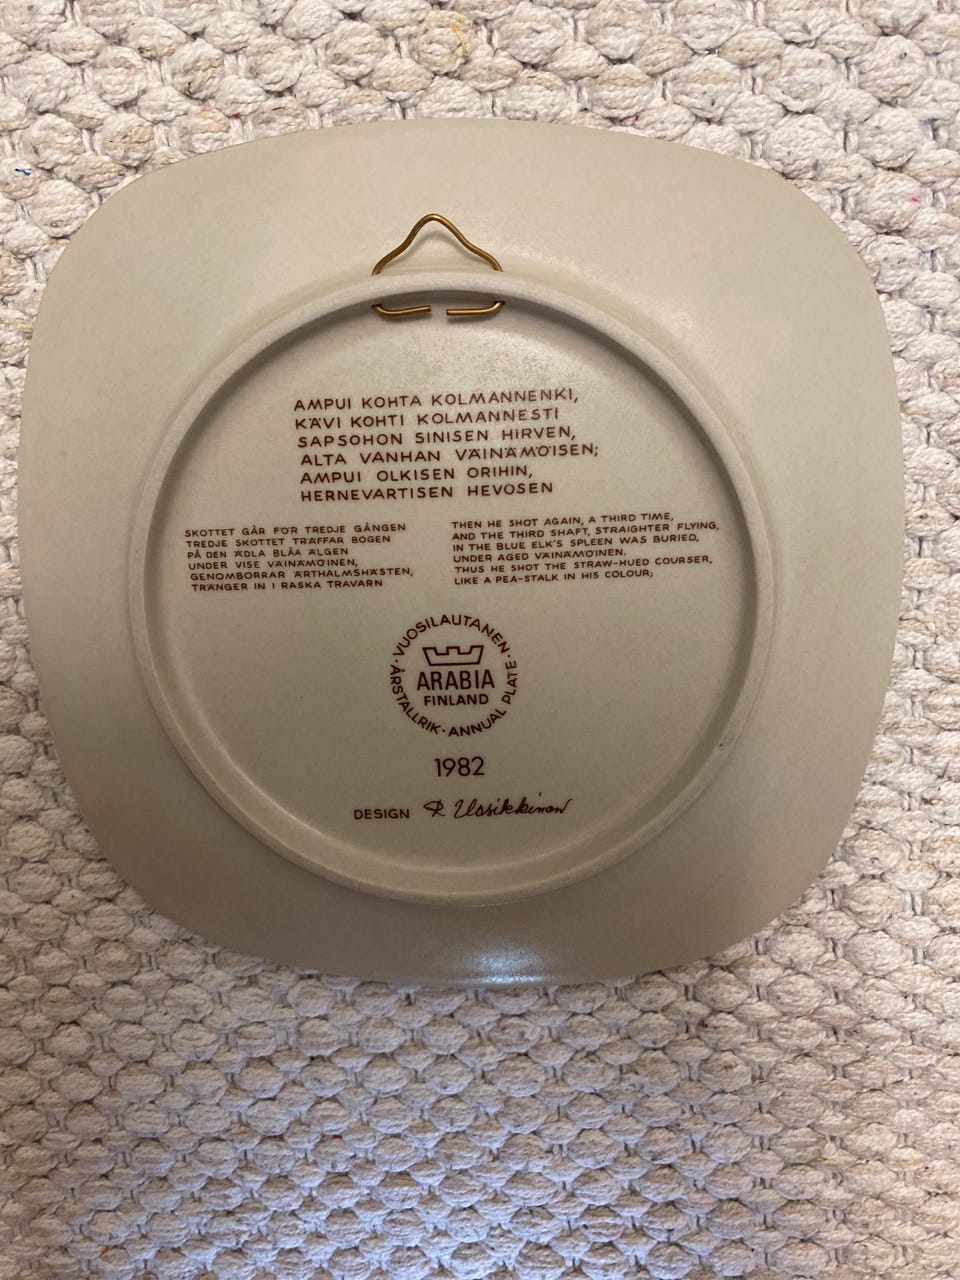 AMPUI KOHTA KOLMANNENKI,
KÄVI KOHTI KOLMANNESTI
SAPSOHON SINISEN HIRVEN,
ALTA VANHAN VÄINÄMÖISEN;
AMPUI OLKISEN ORIHIN,
HERNEVARTISEN HEVOSEN
SKOTTET GÅR FÖR TREDJE GÅNGEN
TREDJE SKOTTET TRÄFFAR BOGEN
PÅ DEN ÄDLA BLÅA ÄLGEN
UNDER VISE VÄINÄMÖINEN,
GENOMBORRAR ÄRTHALMSHÄSTEN,
TRÄNGER IN I RASKA TRAVARN
THEN HE SHOT AGAIN, A THIRD TIME,
AND THE THIRD SHAFT, STRAIGHTER FLYING,
IN THE BLUE ELK'S SPLEEN WAS BURIED,
UNDER AGED VÄINÄMÖINEN.
THUS HE SHOT THE STRAW-HUED COURSER,
LIKE A PEA-STALK IN HIS COLOUR;
· VUOSILAUTANEN · ANNUAL PLATE · ÅRSTALLRIK
ARABIA
FINLAND
1982
DESIGN R Uosikkinen